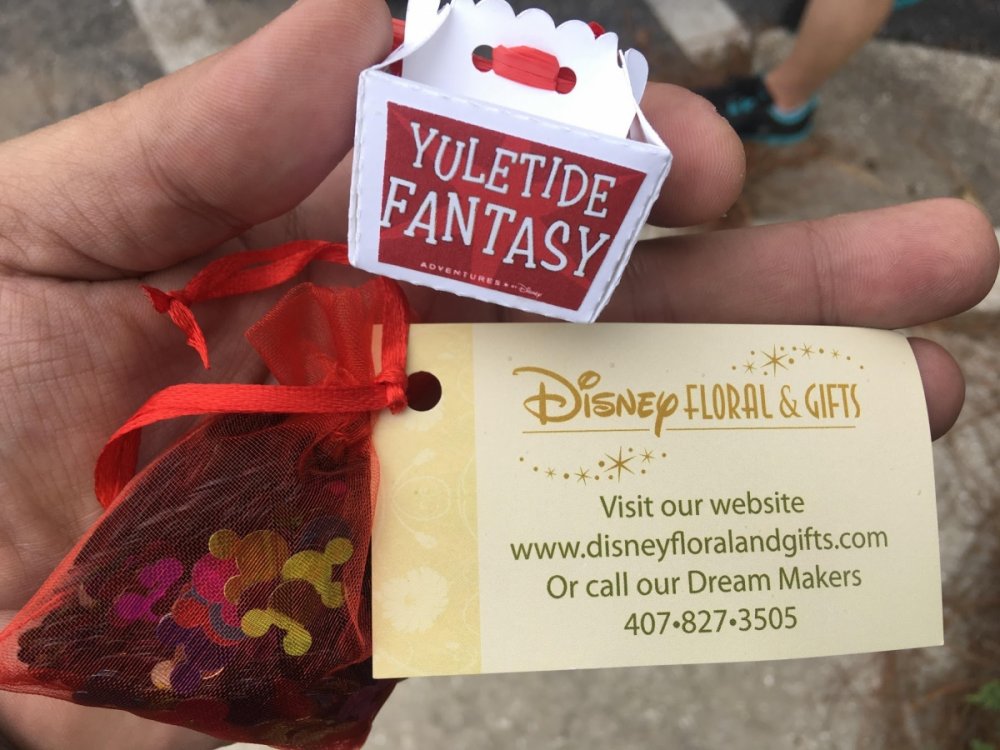 YULETIDE
FANTASY
ADVENTURES BY Disney
DISNEY FLORAL & GIFTS
Visit our website
www.disneyfloralandgifts.com
Or call our Dream Makers
407•827•3505